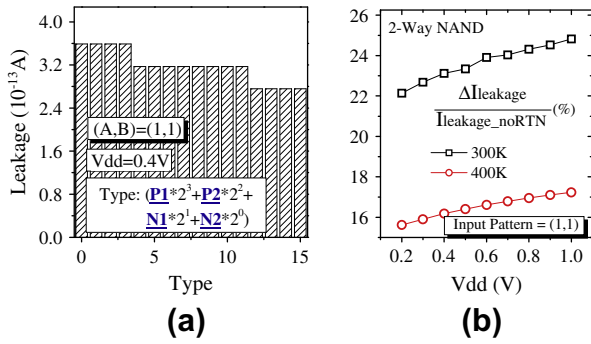 Leakage (10⁻¹³A)
4.0
3.2
2.4
1.6
0.8
0.0
(A,B)=(1,1)
Vdd=0.4V
Type: (P1*2³+P2*2²+
N1*2¹+N2*2⁰)
0 5 10 15
Type
(a)
26
24
22
20
18
16
2-Way NAND
ΔIleakage
Ileakage_noRTN
(%)
300K
400K
Input Pattern = (1,1)
0.2 0.4 0.6 0.8 1.0
Vdd (V)
(b)